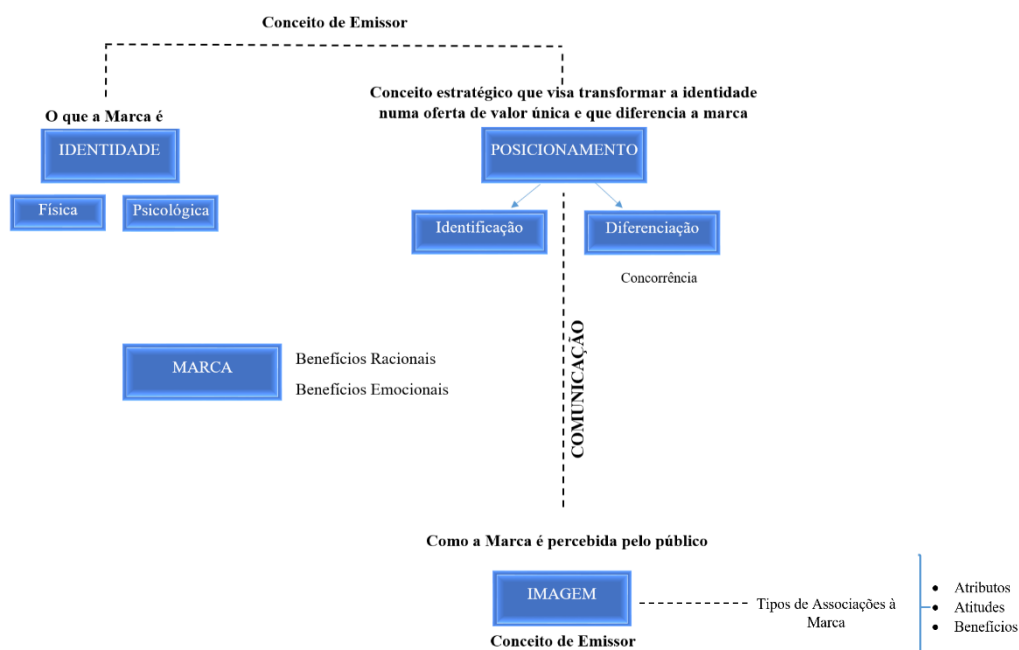 Conceito de Emissor
O que a Marca é
IDENTIDADE
Física
Psicológica
Conceito estratégico que visa transformar a identidade
numa oferta de valor única e que diferencia a marca
POSICIONAMENTO
Identificação
Diferenciação
Concorrência
MARCA
Benefícios Racionais
Benefícios Emocionais
COMUNICAÇÃO
Como a Marca é percebida pelo público
IMAGEM
Conceito de Emissor
Tipos de Associações à
Marca
• Atributos
• Atitudes
• Benefícios